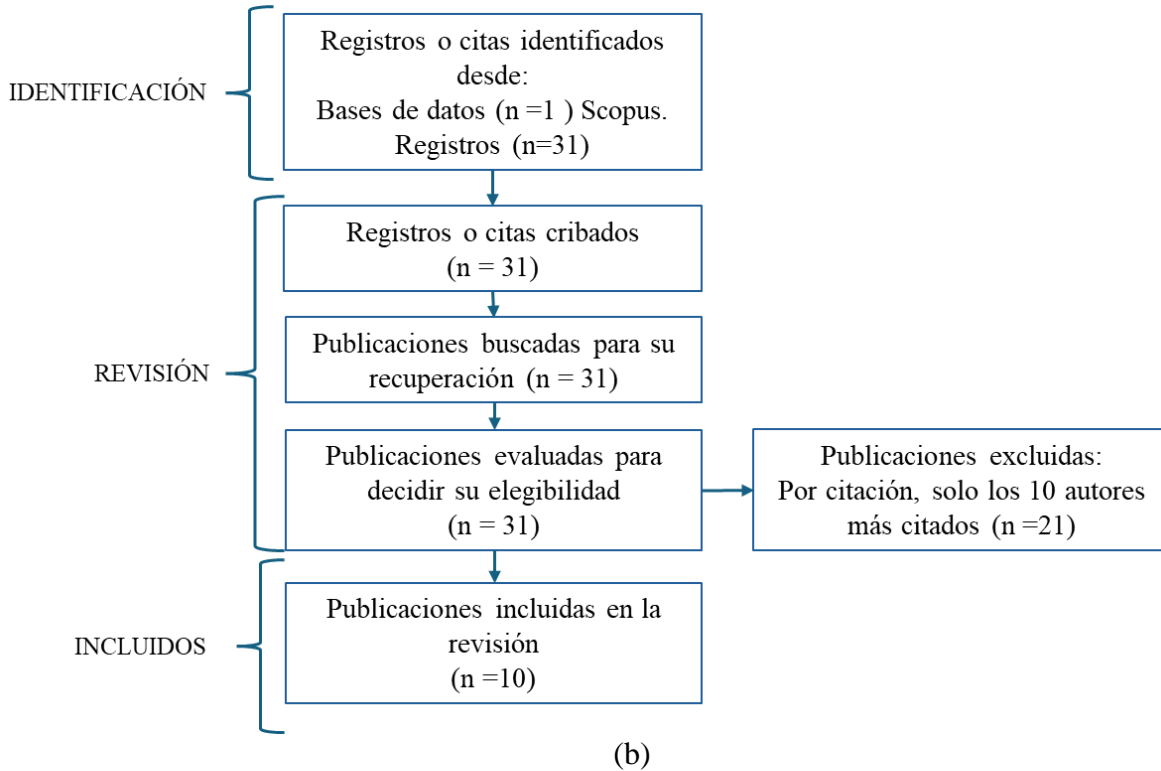 IDENTIFICACIÓN
Registros o citas identificados
desde:
Bases de datos (n =1 ) Scopus.
Registros (n=31)
REVISIÓN
Registros o citas cribados
(n = 31)
Publicaciones buscadas para su
recuperación (n = 31)
Publicaciones evaluadas para
decidir su elegibilidad
(n = 31)
Publicaciones excluidas:
Por citación, solo los 10 autores
más citados (n =21)
INCLUIDOS
Publicaciones incluidas en la
revisión
(n =10)
(b)